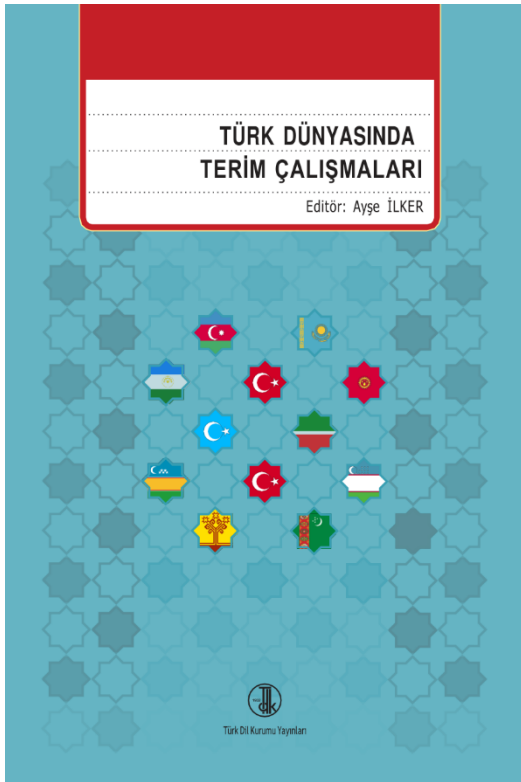 TÜRK DÜNYASINDA
TERİM ÇALIŞMALARI
Editör: Ayşe İLKER
Türk Dil Kurumu Yayınları